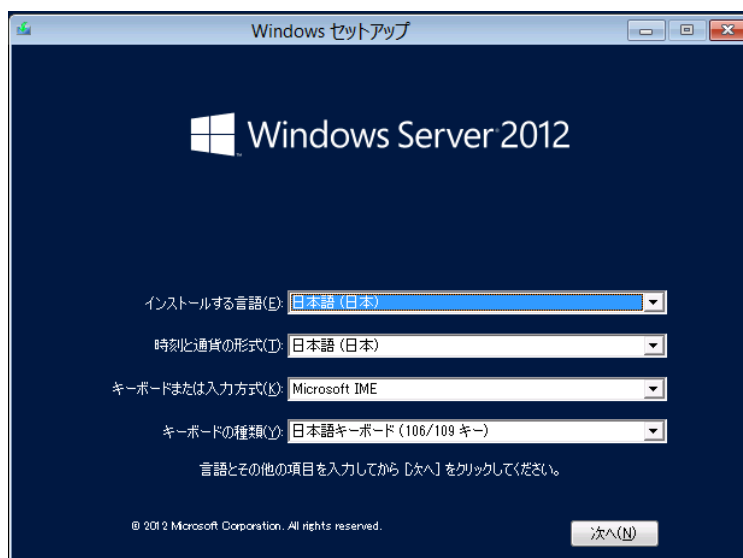 Windows セットアップ
Windows Server 2012
インストールする言語(E): 日本語 (日本)
時刻と通貨の形式(T): 日本語 (日本)
キーボードまたは入力方式(K): Microsoft IME
キーボードの種類(Y): 日本語キーボード (106/109 キー)
言語とその他の項目を入力してから [次へ] をクリックしてください。
© 2012 Microsoft Corporation. All rights reserved.
次へ(N)